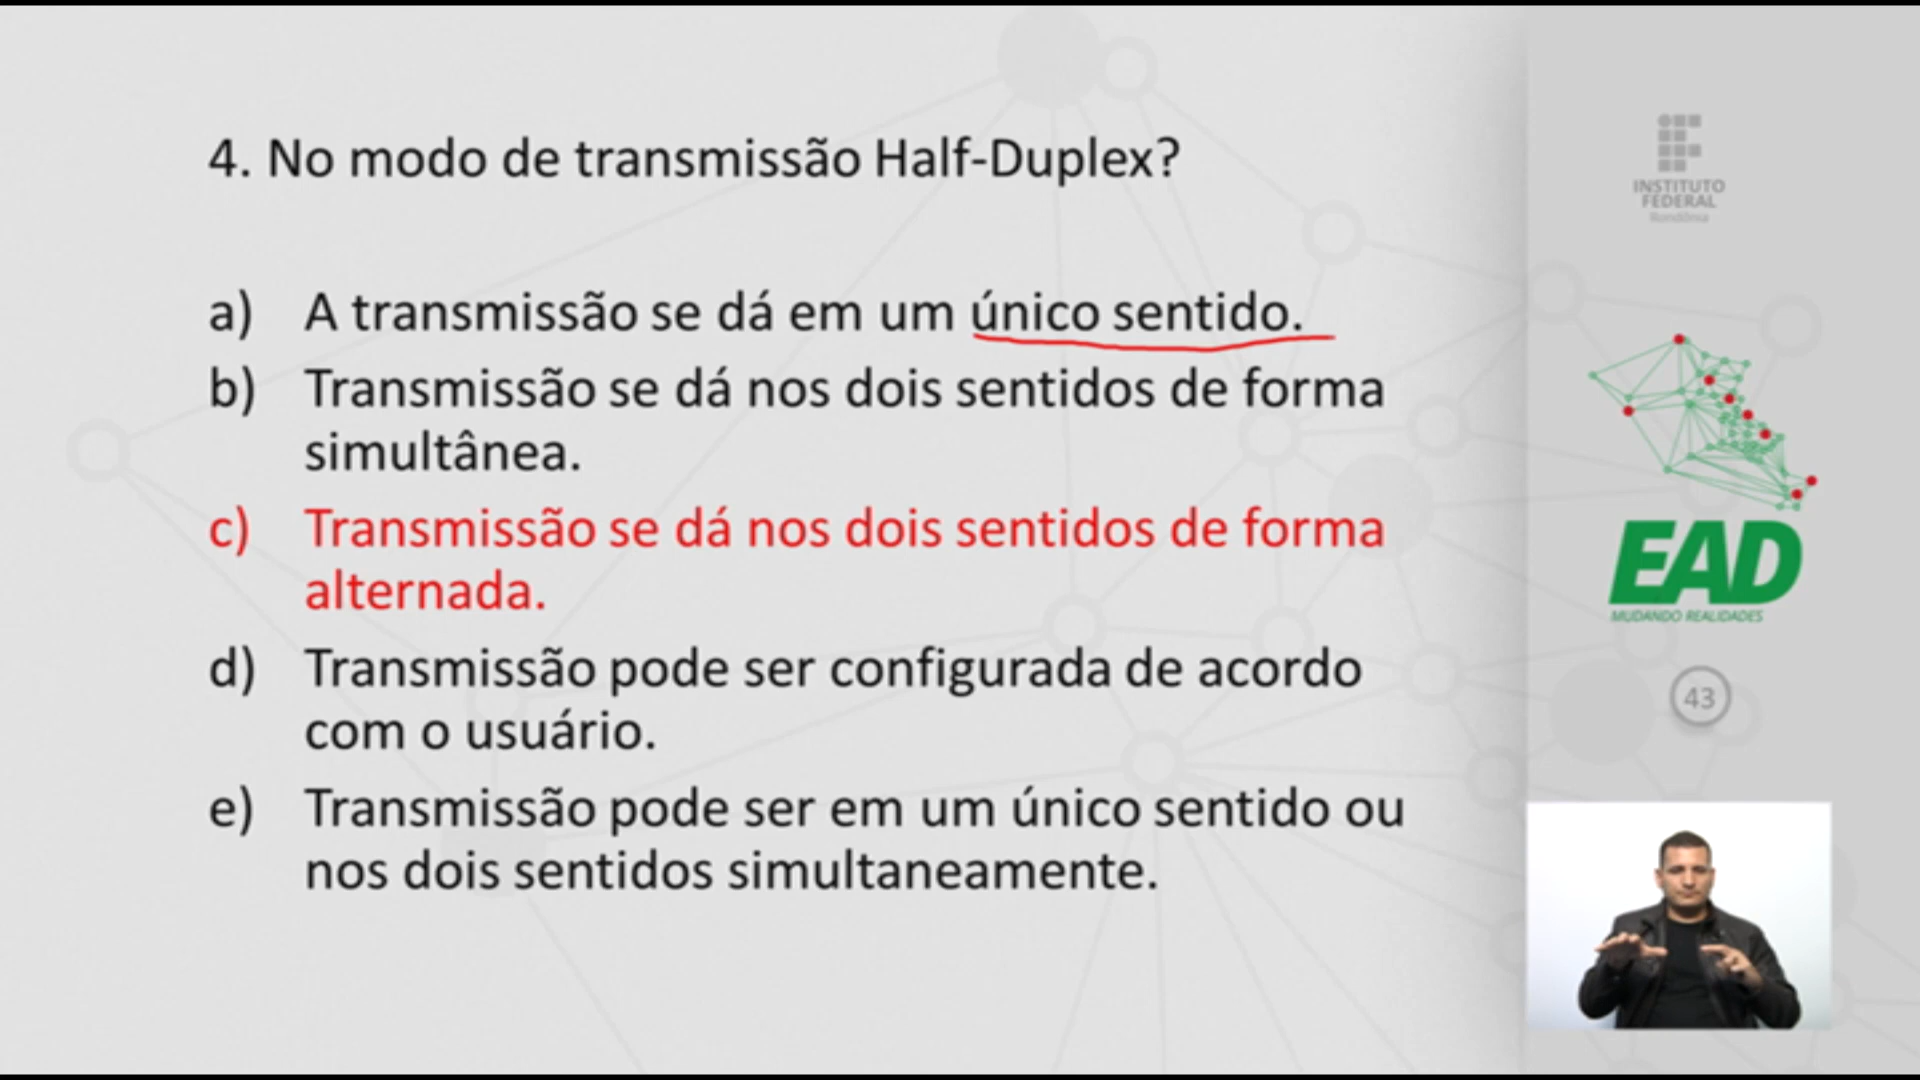 4. No modo de transmissão Half-Duplex?
a) A transmissão se dá em um único sentido.
b) Transmissão se dá nos dois sentidos de forma
simultânea.
c) Transmissão se dá nos dois sentidos de forma
alternada.
d) Transmissão pode ser configurada de acordo
com o usuário.
e) Transmissão pode ser em um único sentido ou
nos dois sentidos simultaneamente.
INSTITUTO
FEDERAL
Rondônia
EAD
MUDANDO REALIDADES
43